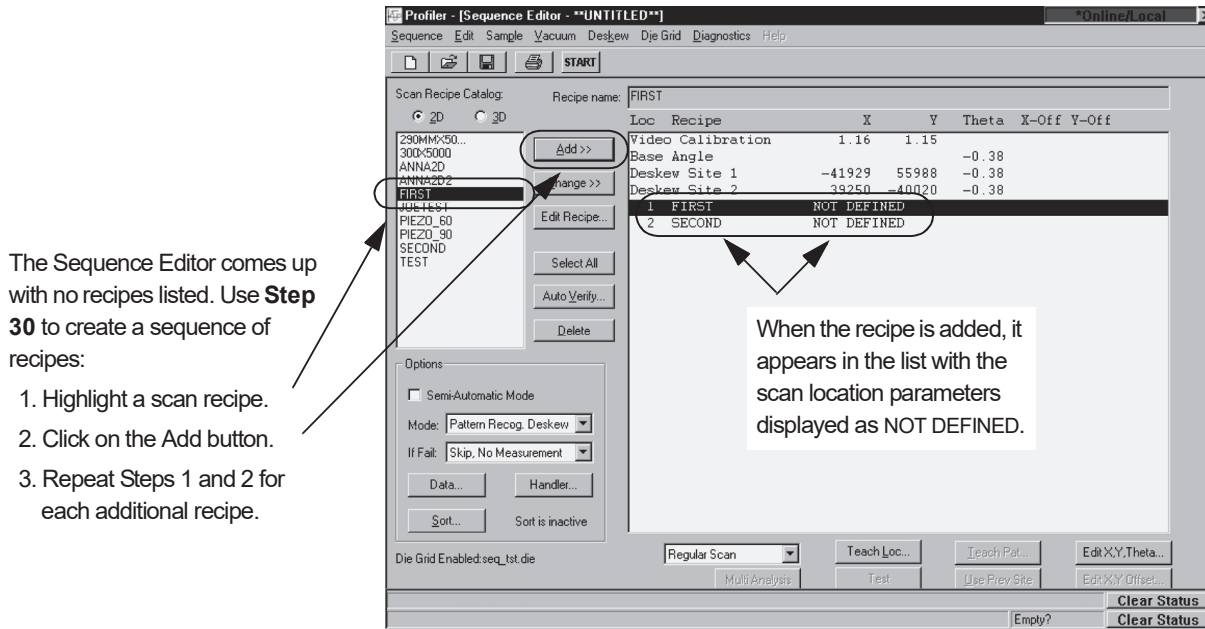 Profiler - [Sequence Editor - **UNTITLED**]
*Online/Local
Sequence Edit Sample Vacuum Deskew Die Grid Diagnostics Help
START
Scan Recipe Catalog:
2D 3D
Recipe name: FIRST
Loc Recipe X Y Theta X-Off Y-Off
290MMX50...
300X5000
ANNA2D
ANNA2D2
FIRST
JOETEST
PIEZO_60
PIEZO_90
SECOND
TEST
Add >>
Change >>
Edit Recipe...
Select All
Auto Verify...
Delete
Video Calibration 1.16 1.15
Base Angle -0.38
Deskew Site 1 -41929 55988 -0.38
Deskew Site 2 39250 -40020 -0.38
1 FIRST NOT DEFINED
2 SECOND NOT DEFINED
The Sequence Editor comes up
with no recipes listed. Use Step
30 to create a sequence of
recipes:
1. Highlight a scan recipe.
2. Click on the Add button.
3. Repeat Steps 1 and 2 for
each additional recipe.
When the recipe is added, it
appears in the list with the
scan location parameters
displayed as NOT DEFINED.
Options
Semi-Automatic Mode
Mode: Pattern Recog. Deskew
If Fail: Skip, No Measurement
Data... Handler...
Sort... Sort is inactive
Die Grid Enabled:seq_tst.die
Regular Scan Teach Loc... Teach Pat... Edit X,Y,Theta...
Multi Analysis Test Use Prev Site Edit X,Y Offset...
Clear Status
Empty? Clear Status